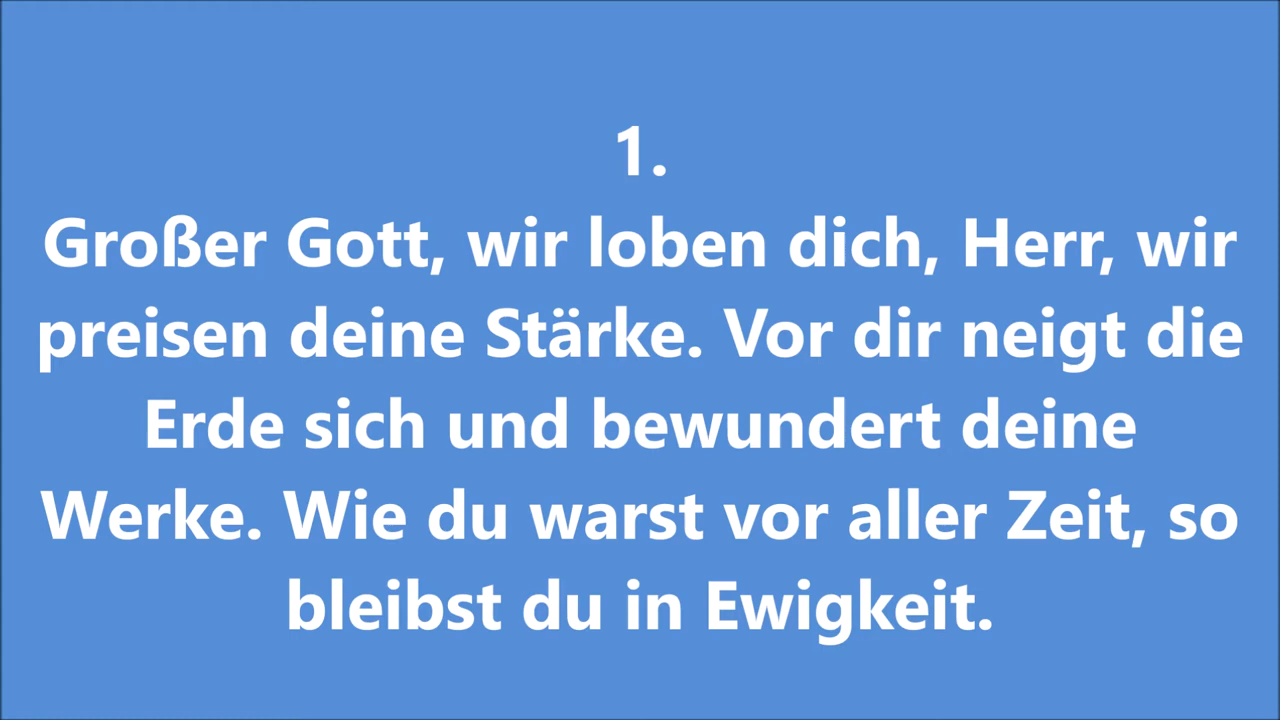 1.
Großer Gott, wir loben dich, Herr, wir
preisen deine Stärke. Vor dir neigt die
Erde sich und bewundert deine
Werke. Wie du warst vor aller Zeit, so
bleibst du in Ewigkeit.